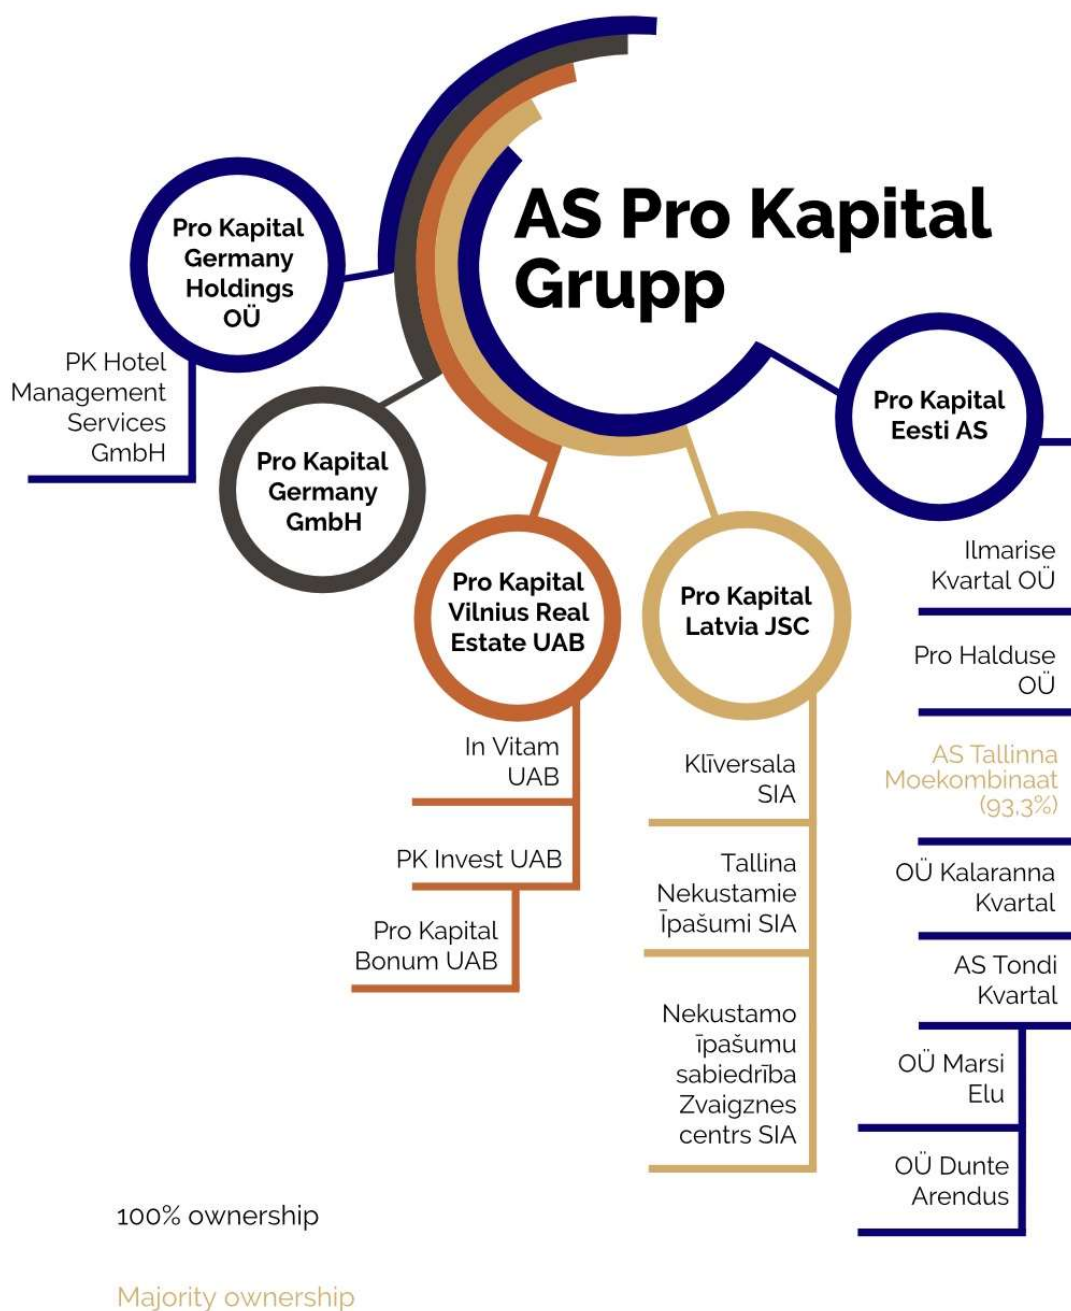 AS Pro Kapital
Grupp
Pro Kapital
Germany
Holdings
OÜ
PK Hotel
Management
Services
GmbH
Pro Kapital
Germany
GmbH
Pro Kapital
Vilnius Real
Estate UAB
In Vitam
UAB
PK Invest UAB
Pro Kapital
Bonum UAB
Pro Kapital
Latvia JSC
Klīversala
SIA
Tallina
Nekustamie
Īpašumi SIA
Nekustamo
īpašumu
sabiedrība
Zvaigznes
centrs SIA
Pro Kapital
Eesti AS
Ilmarise
Kvartal OÜ
Pro Halduse
OÜ
AS Tallinna
Moekombinaat
(93,3%)
OÜ Kalaranna
Kvartal
AS Tondi
Kvartal
OÜ Marsi
Elu
OÜ Dunte
Arendus
100% ownership
Majority ownership